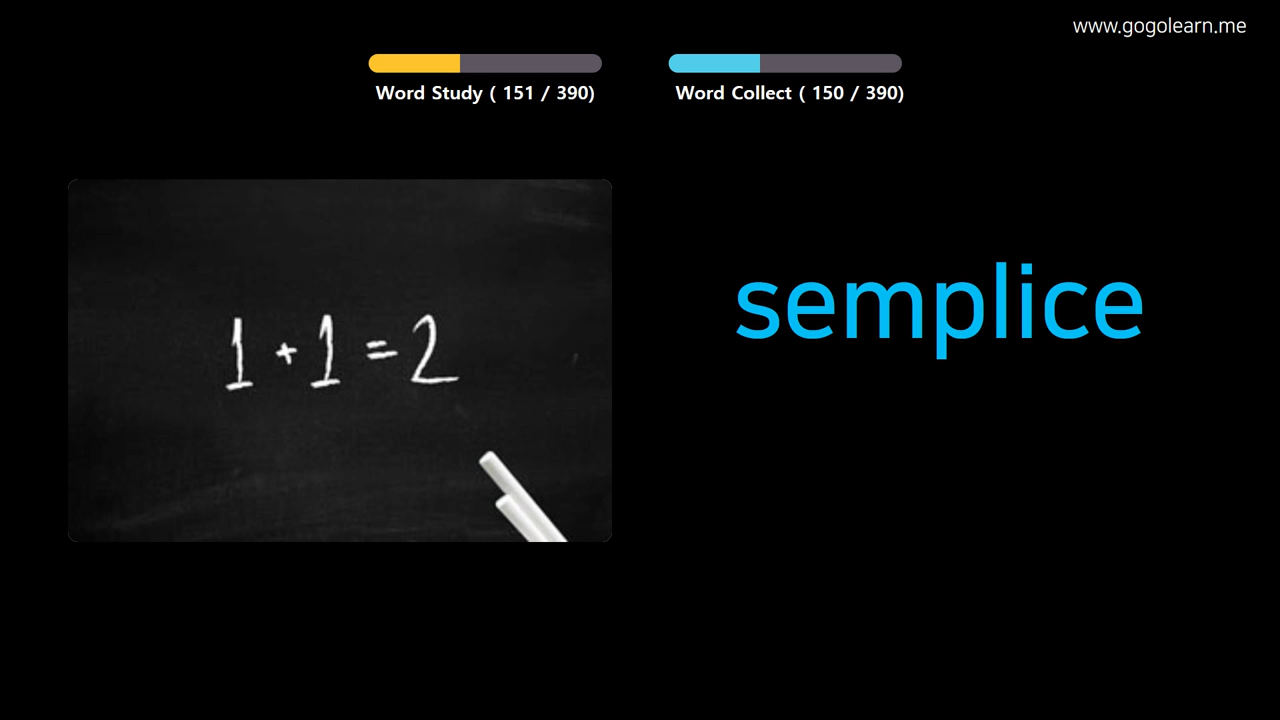 www.gogolearn.me
Word Study ( 151 / 390)
Word Collect ( 150 / 390)
1 + 1 = 2
semplice